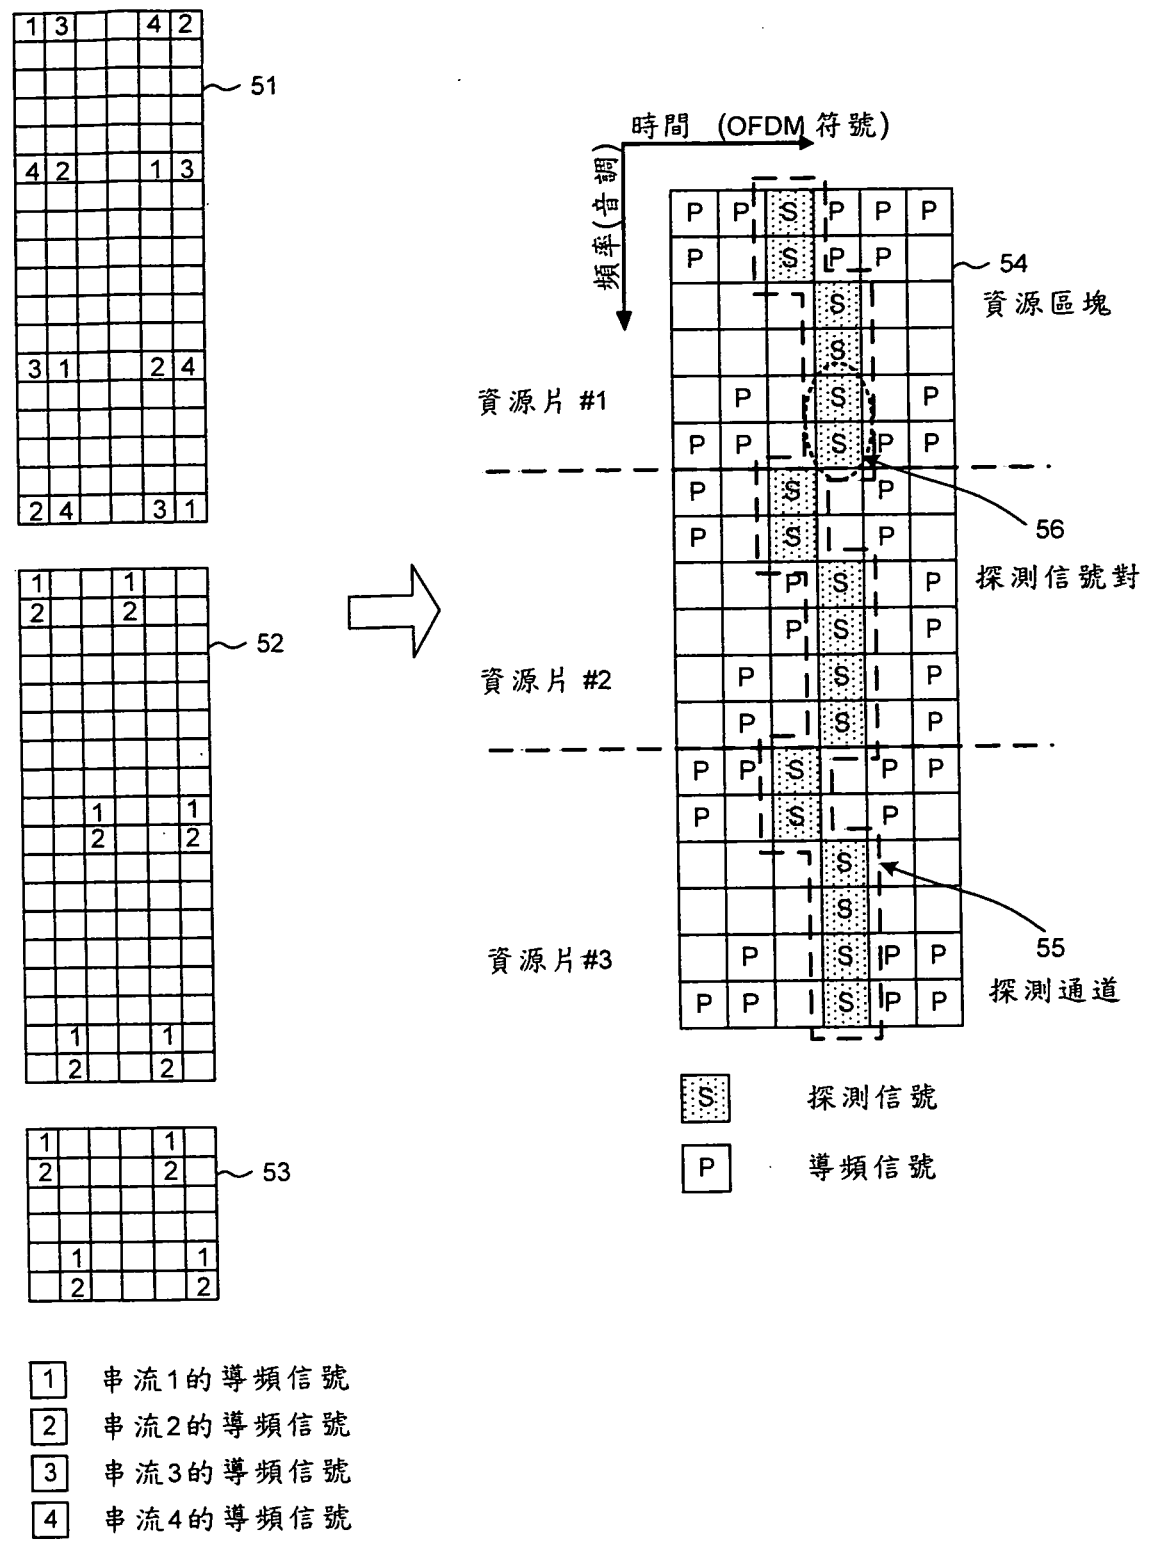 1 3 4 2
51
4 2 1 3
3 1 2 4
2 4 3 1
1 1
2 2
52
1 1
2 2
1 1
2 2
1 1
2 2
53
1 1
2 2
1 串流1的導頻信號
2 串流2的導頻信號
3 串流3的導頻信號
4 串流4的導頻信號
時間 (OFDM 符號)
頻率(音調)
P P S P P P
P S P P
54
資源區塊
S
S
資源片 #1
P S P
P P S P P
P S P
P S P
56
探測信號對
P S P
P S P
資源片 #2
P S P
P S P
P P S P P
P S P
S
S
55
探測通道
資源片#3
P S P P
P P S P P
S 探測信號
P 導頻信號